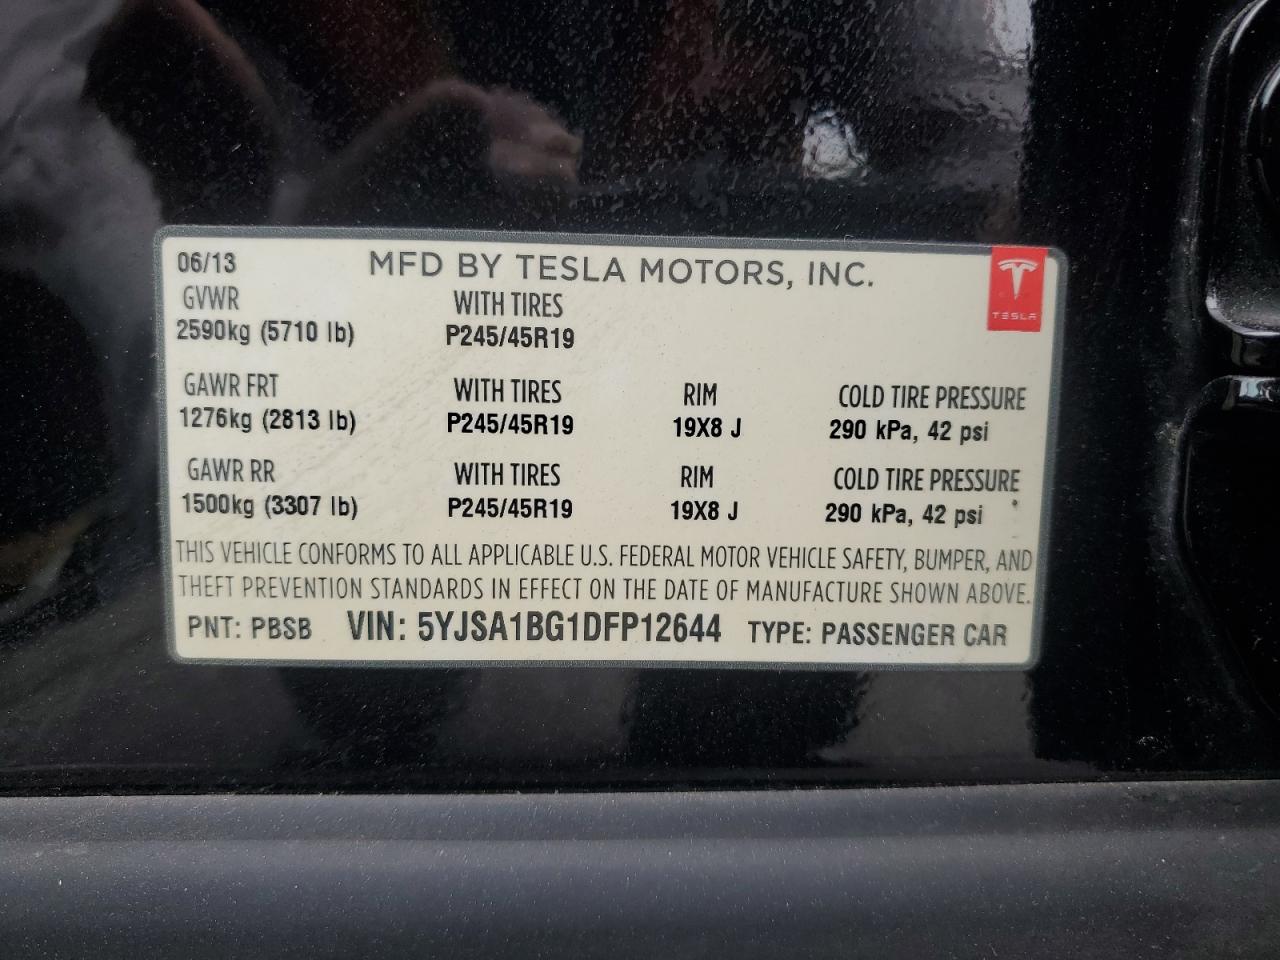 06/13 MFD BY TESLA MOTORS, INC.
TESLA
GVWR WITH TIRES
2590kg (5710 lb) P245/45R19
GAWR FRT WITH TIRES RIM COLD TIRE PRESSURE
1276kg (2813 lb) P245/45R19 19X8 J 290 kPa, 42 psi
GAWR RR WITH TIRES RIM COLD TIRE PRESSURE
1500kg (3307 lb) P245/45R19 19X8 J 290 kPa, 42 psi
THIS VEHICLE CONFORMS TO ALL APPLICABLE U.S. FEDERAL MOTOR VEHICLE SAFETY, BUMPER, AND
THEFT PREVENTION STANDARDS IN EFFECT ON THE DATE OF MANUFACTURE SHOWN ABOVE.
PNT: PBSB VIN: 5YJSA1BG1DFP12644 TYPE: PASSENGER CAR